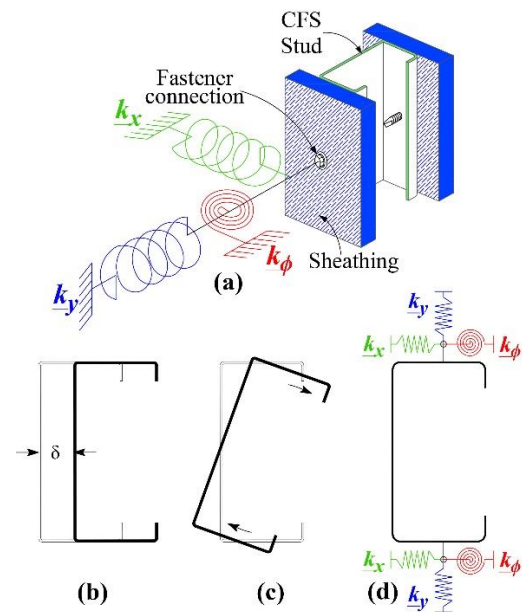 CFS
Stud
Fastener
connection
kx
kϕ
ky
Sheathing
(a)
ky
kx
kϕ
δ
kx
kϕ
ky
(b)
(c)
(d)